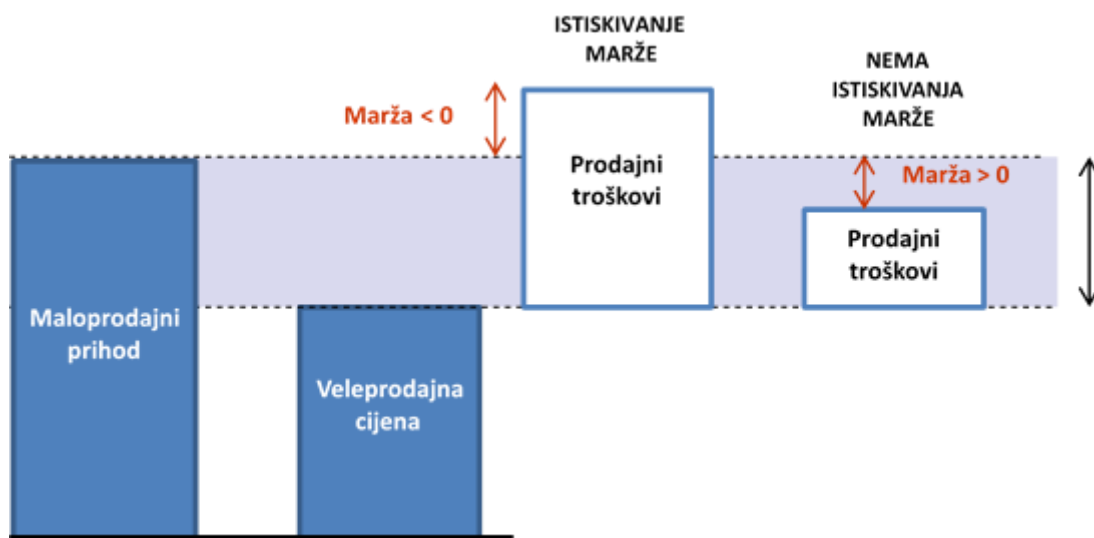 ISTISKIVANJE
MARŽE
NEMA
ISTISKIVANJA
MARŽE
Marža < 0
Prodajni
troškovi
Marža > 0
Prodajni
troškovi
Maloprodajni
prihod
Veleprodajna
cijena